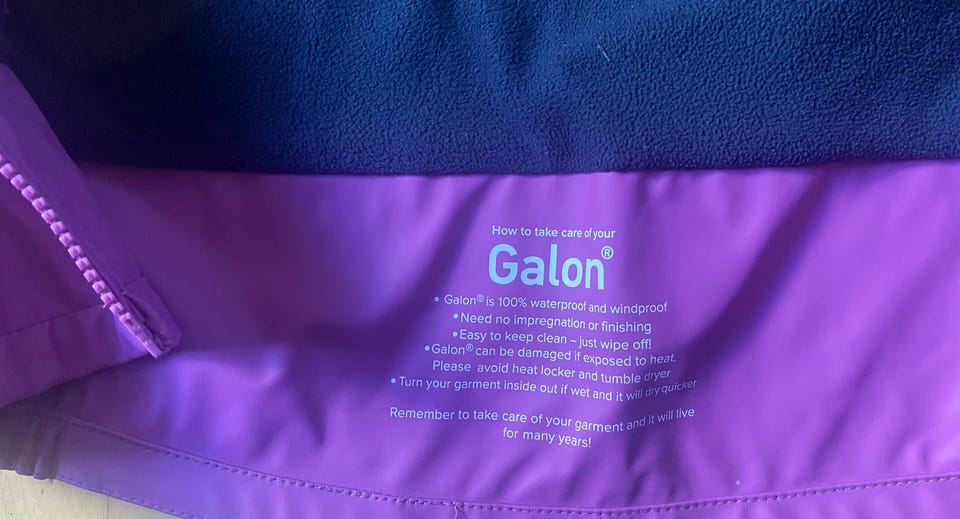 How to take care of your
Galon®
• Galon® is 100% waterproof and windproof
• Need no impregnation or finishing
• Easy to keep clean – just wipe off!
• Galon® can be damaged if exposed to heat.
Please avoid heat locker and tumble dryer
• Turn your garment inside out if wet and it will dry quicker
Remember to take care of your garment and it will live
for many years!